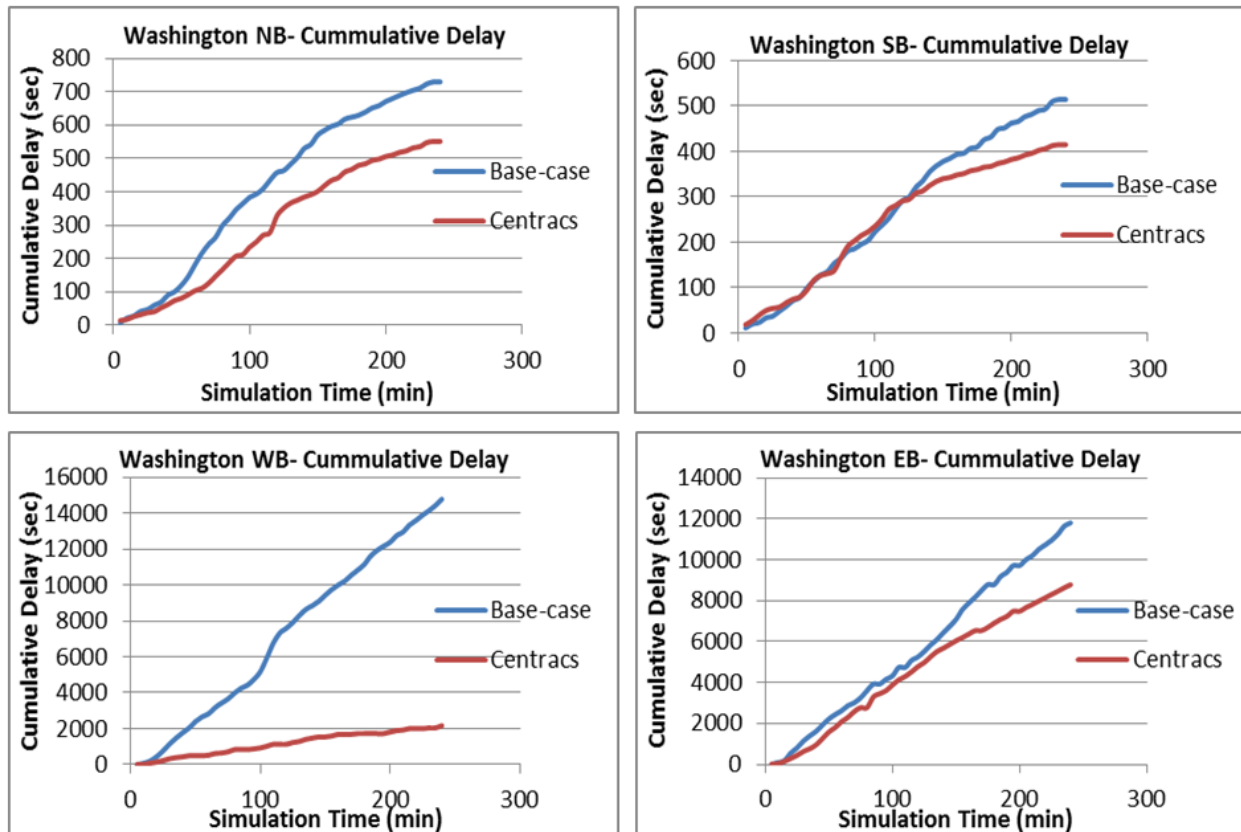 Washington NB- Cummulative Delay
Cumulative Delay (sec)
800
700
600
500
400
300
200
100
0
0 100 200 300
Simulation Time (min)
Base-case
Centracs
Washington SB- Cummulative Delay
Cumulative Delay (sec)
600
500
400
300
200
100
0
0 100 200 300
Simulation Time (min)
Base-case
Centracs
Washington WB- Cummulative Delay
Cumulative Delay (sec)
16000
14000
12000
10000
8000
6000
4000
2000
0
0 100 200 300
Simulation Time (min)
Base-case
Centracs
Washington EB- Cummulative Delay
Cumulative Delay (sec)
14000
12000
10000
8000
6000
4000
2000
0
0 100 200 300
Simulation Time (min)
Base-case
Centracs